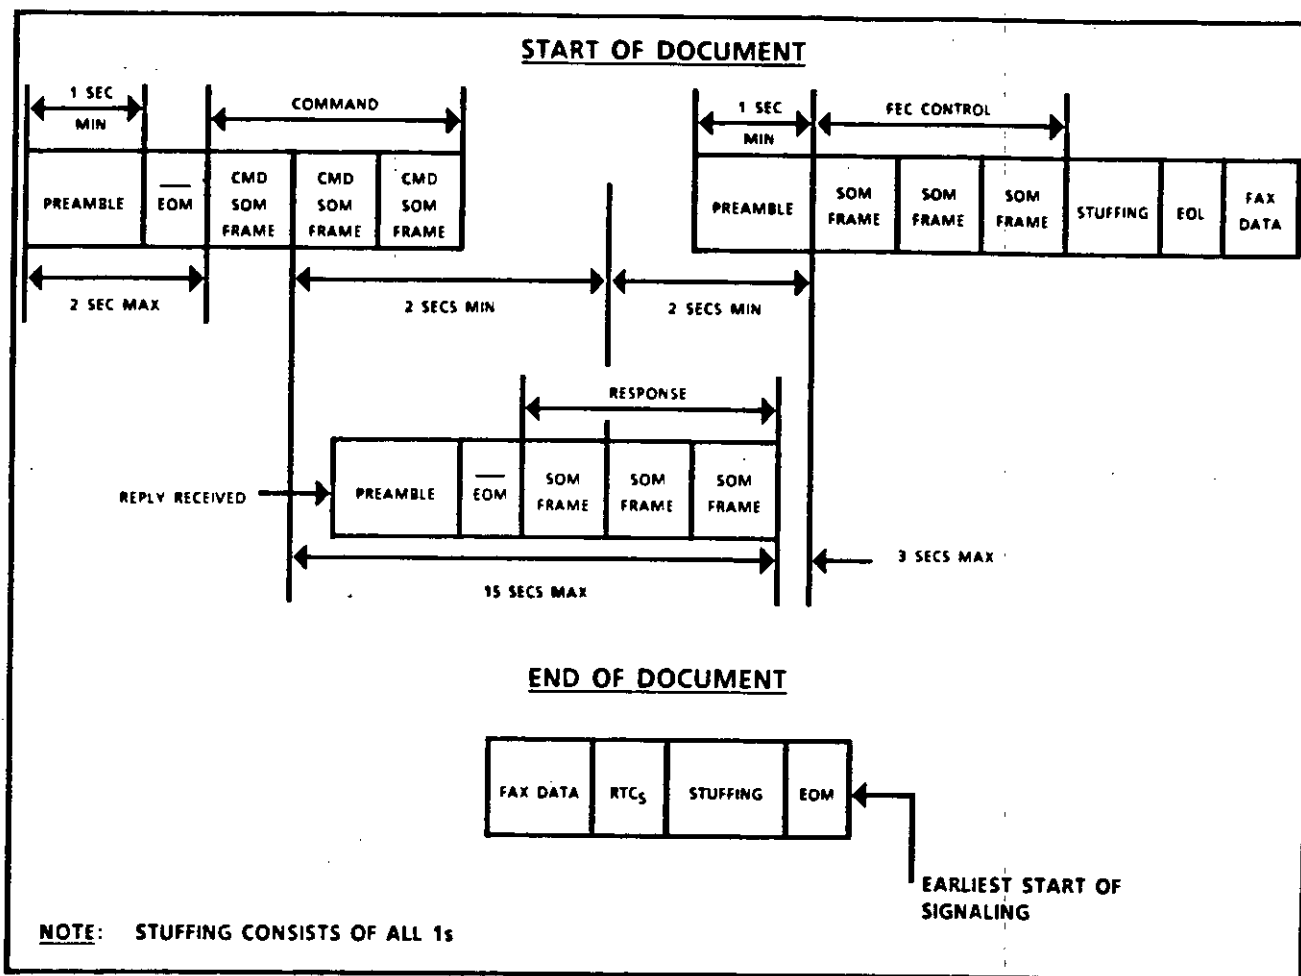 START OF DOCUMENT
1 SEC
MIN
COMMAND
1 SEC
MIN
FEC CONTROL
PREAMBLE
E̅O̅M̅
CMD
SOM
FRAME
CMD
SOM
FRAME
CMD
SOM
FRAME
PREAMBLE
SOM
FRAME
SOM
FRAME
SOM
FRAME
STUFFING
EOL
FAX
DATA
2 SEC MAX
2 SECS MIN
2 SECS MIN
RESPONSE
REPLY RECEIVED
PREAMBLE
E̅O̅M̅
SOM
FRAME
SOM
FRAME
SOM
FRAME
3 SECS MAX
15 SECS MAX
END OF DOCUMENT
FAX DATA
RTCS
STUFFING
EOM
EARLIEST START OF
SIGNALING
NOTE: STUFFING CONSISTS OF ALL 1s